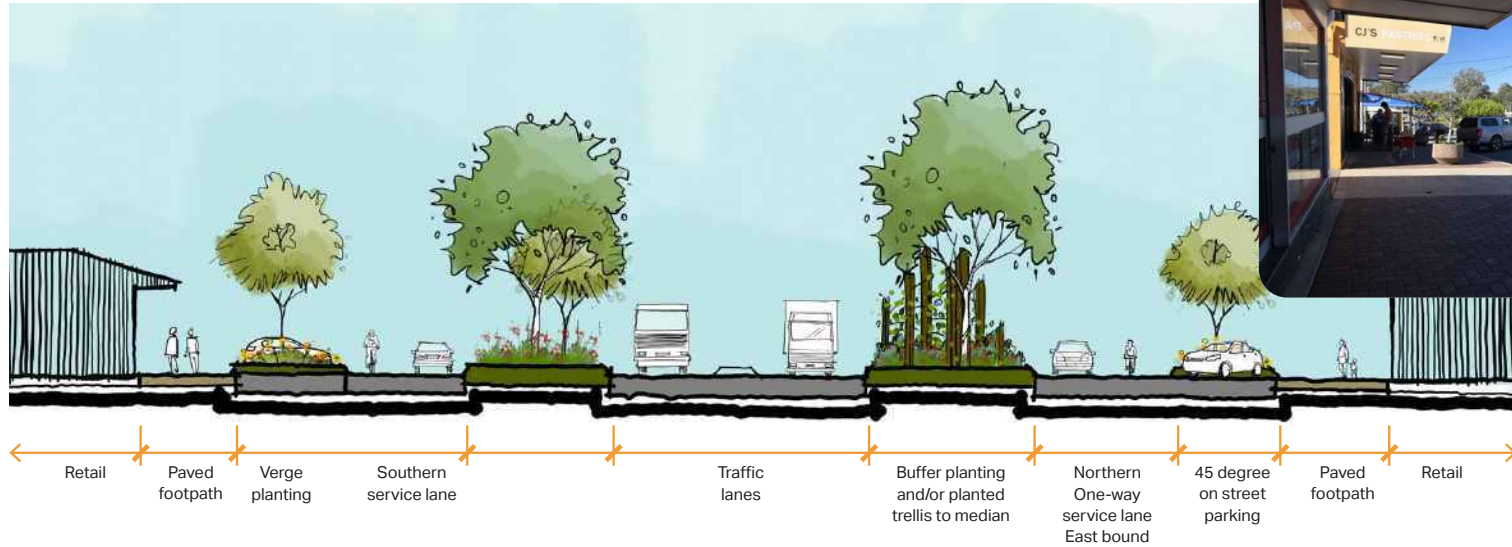 CJ'S PASTRIES
Retail
Paved
footpath
Verge
planting
Southern
service lane
Traffic
lanes
Buffer planting
and/or planted
trellis to median
Northern
One-way
service lane
East bound
45 degree
on street
parking
Paved
footpath
Retail